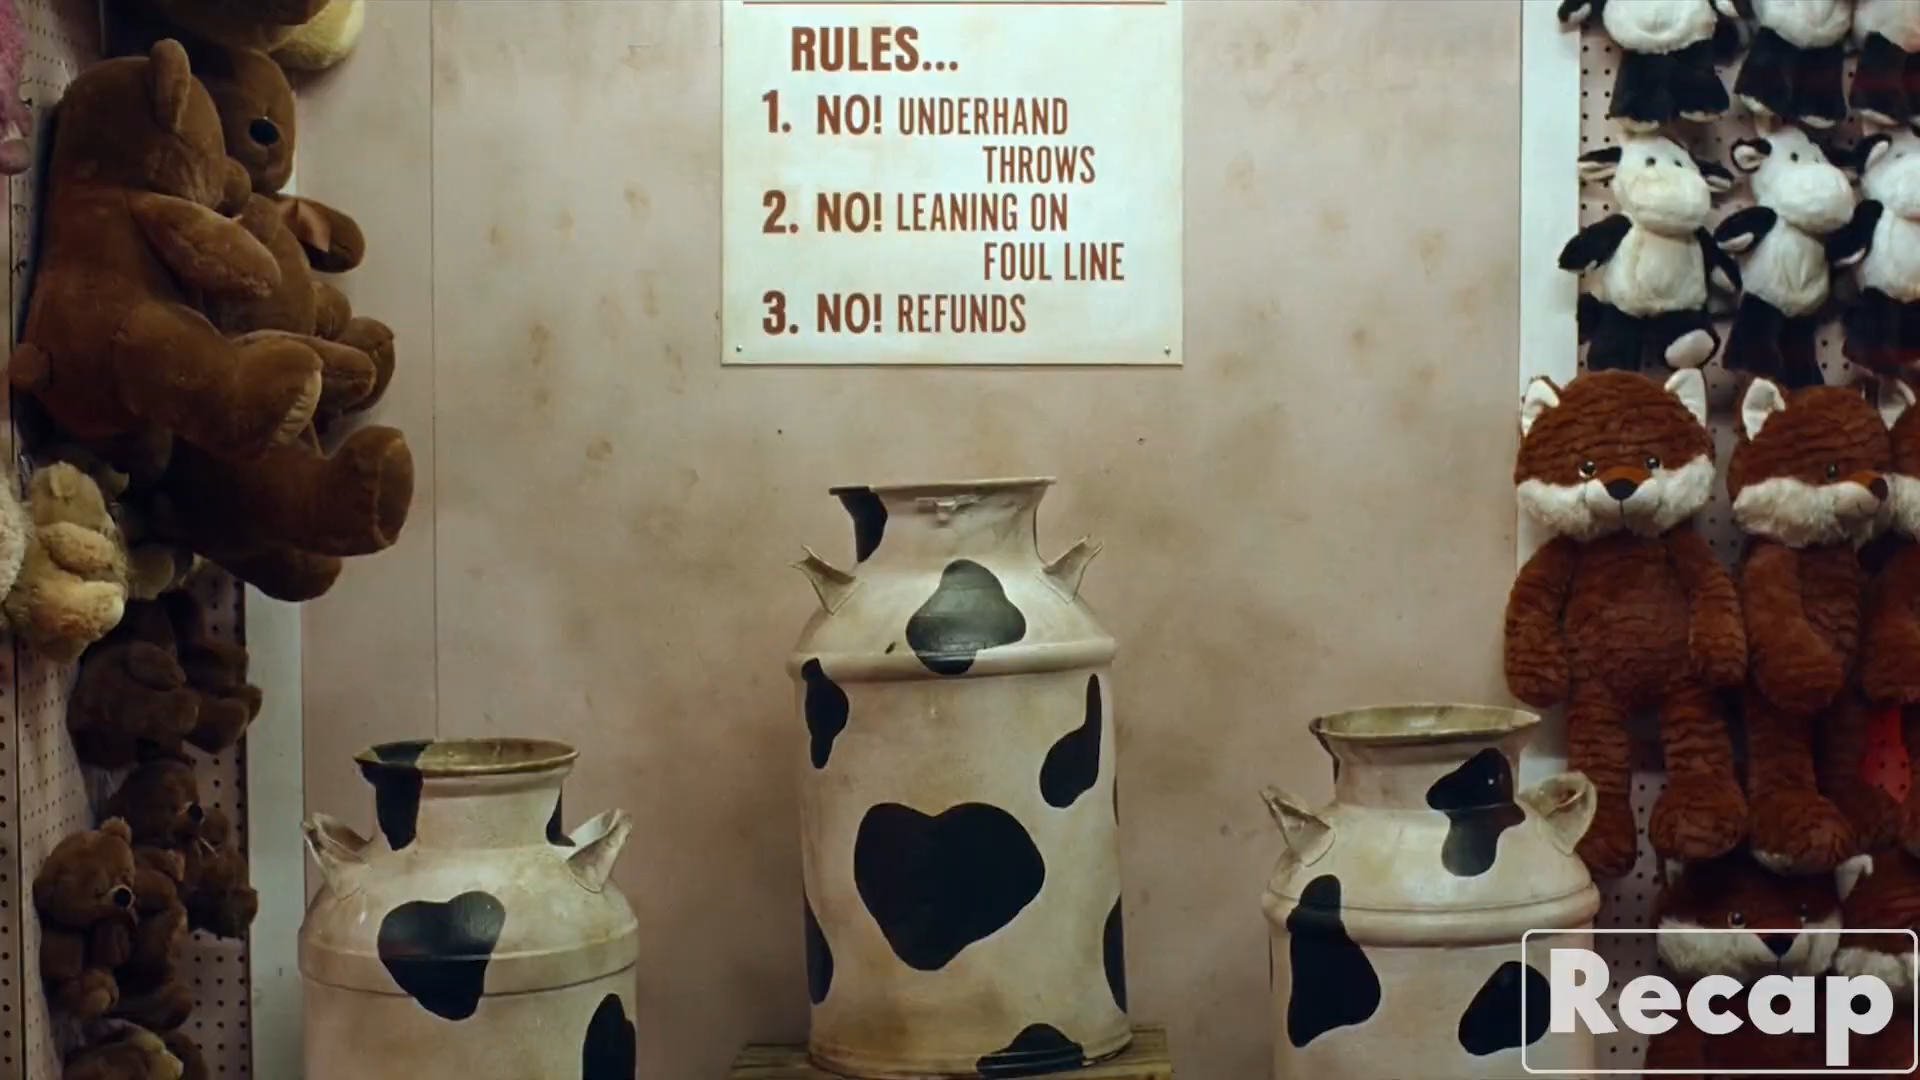 RULES...
1. NO! UNDERHAND
THROWS
2. NO! LEANING ON
FOUL LINE
3. NO! REFUNDS
Recap